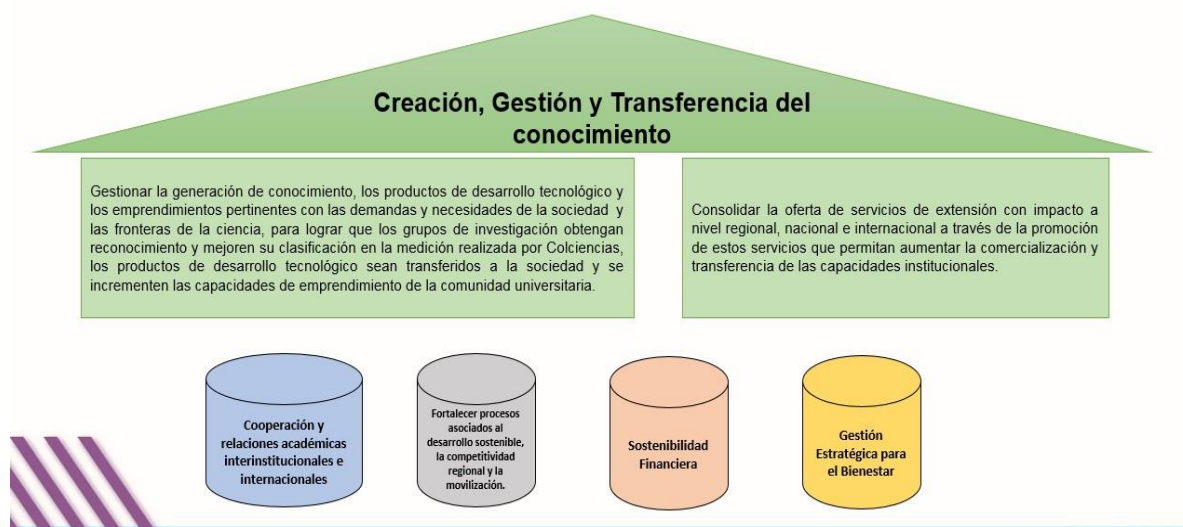 Creación, Gestión y Transferencia del
conocimiento
Gestionar la generación de conocimiento, los productos de desarrollo tecnológico y
los emprendimientos pertinentes con las demandas y necesidades de la sociedad y
las fronteras de la ciencia, para lograr que los grupos de investigación obtengan
reconocimiento y mejoren su clasificación en la medición realizada por Colciencias,
los productos de desarrollo tecnológico sean transferidos a la sociedad y se
incrementen las capacidades de emprendimiento de la comunidad universitaria.
Consolidar la oferta de servicios de extensión con impacto a
nivel regional, nacional e internacional a través de la promoción
de estos servicios que permitan aumentar la comercialización y
transferencia de las capacidades institucionales.
Cooperación y
relaciones académicas
interinstitucionales e
internacionales
Fortalecer procesos
asociados al
desarrollo sostenible,
la competitividad
regional y la
movilización.
Sostenibilidad
Financiera
Gestión
Estratégica para
el Bienestar